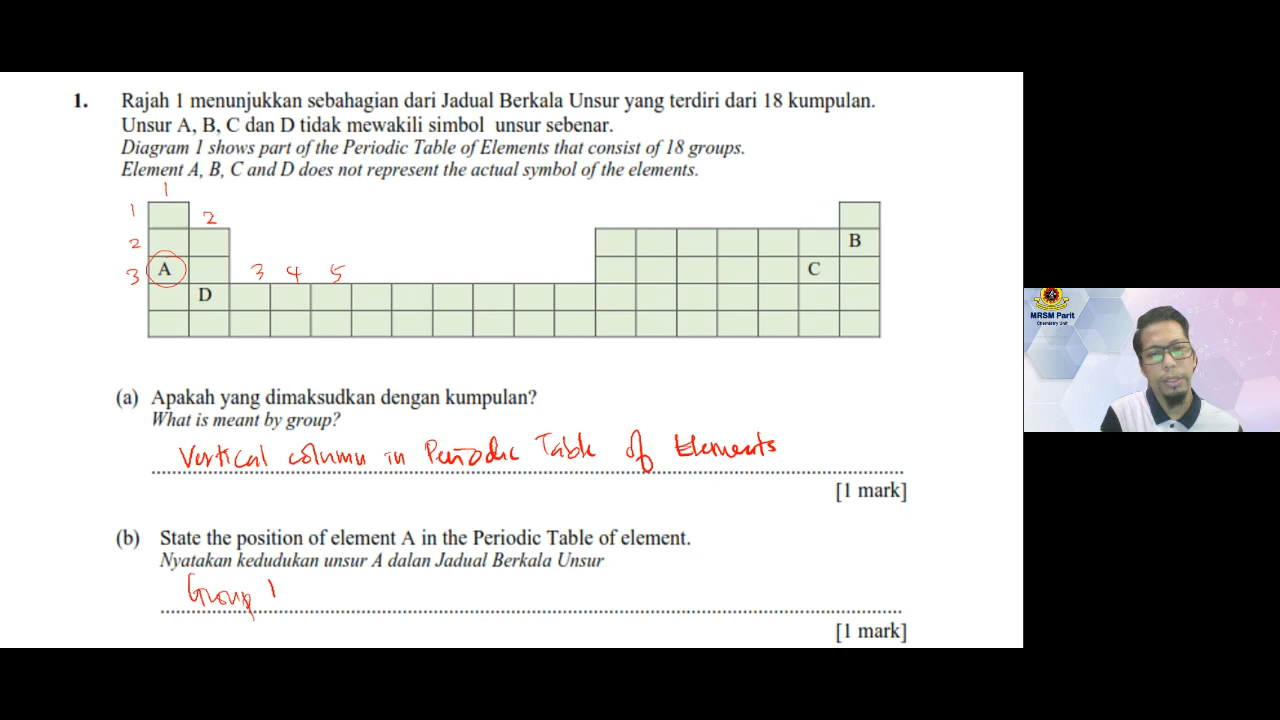 1. Rajah 1 menunjukkan sebahagian dari Jadual Berkala Unsur yang terdiri dari 18 kumpulan.
Unsur A, B, C dan D tidak mewakili simbol unsur sebenar.
Diagram 1 shows part of the Periodic Table of Elements that consist of 18 groups.
Element A, B, C and D does not represent the actual symbol of the elements.
1
1 2
2 B
3 A 3 4 5 C
D
(a) Apakah yang dimaksudkan dengan kumpulan?
What is meant by group?
Vertical column in Periodic Table of Elements
[1 mark]
(b) State the position of element A in the Periodic Table of element.
Nyatakan kedudukan unsur A dalan Jadual Berkala Unsur
Group 1
[1 mark]
MRSM Parit
Chemistry Unit